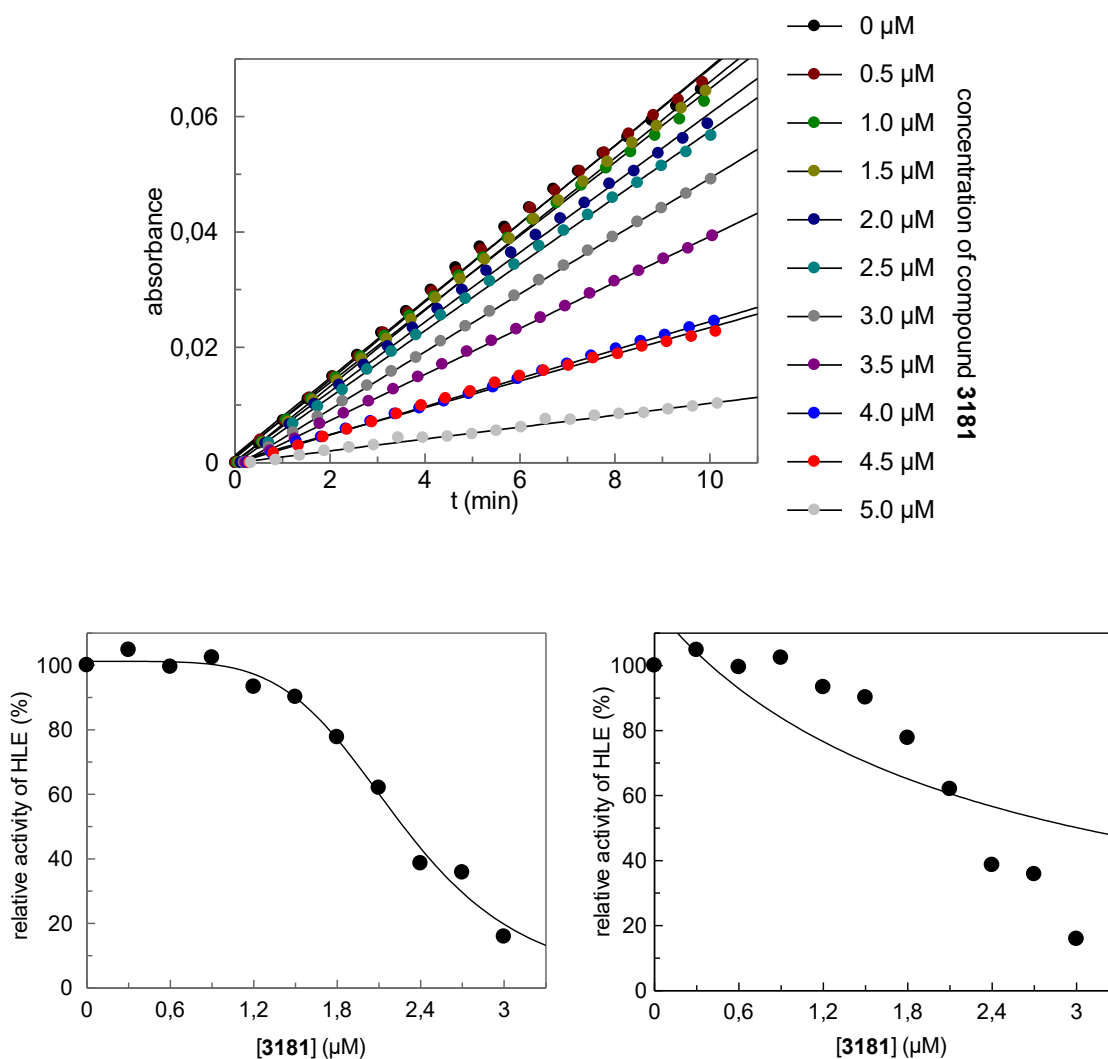 0 µM
0.5 µM
1.0 µM
1.5 µM
2.0 µM
2.5 µM
3.0 µM
3.5 µM
4.0 µM
4.5 µM
5.0 µM
concentration of compound 3181
absorbance
0,06
0,04
0.02
0
0 2 4 6 8 10
t (min)
relative activity of HLE (%)
100
80
60
40
20
0
0 0,6 1,2 1,8 2,4 3
[3181] (µM)
relative activity of HLE (%)
100
80
60
40
20
0
0 0,6 1,2 1,8 2,4 3
[3181] (µM)